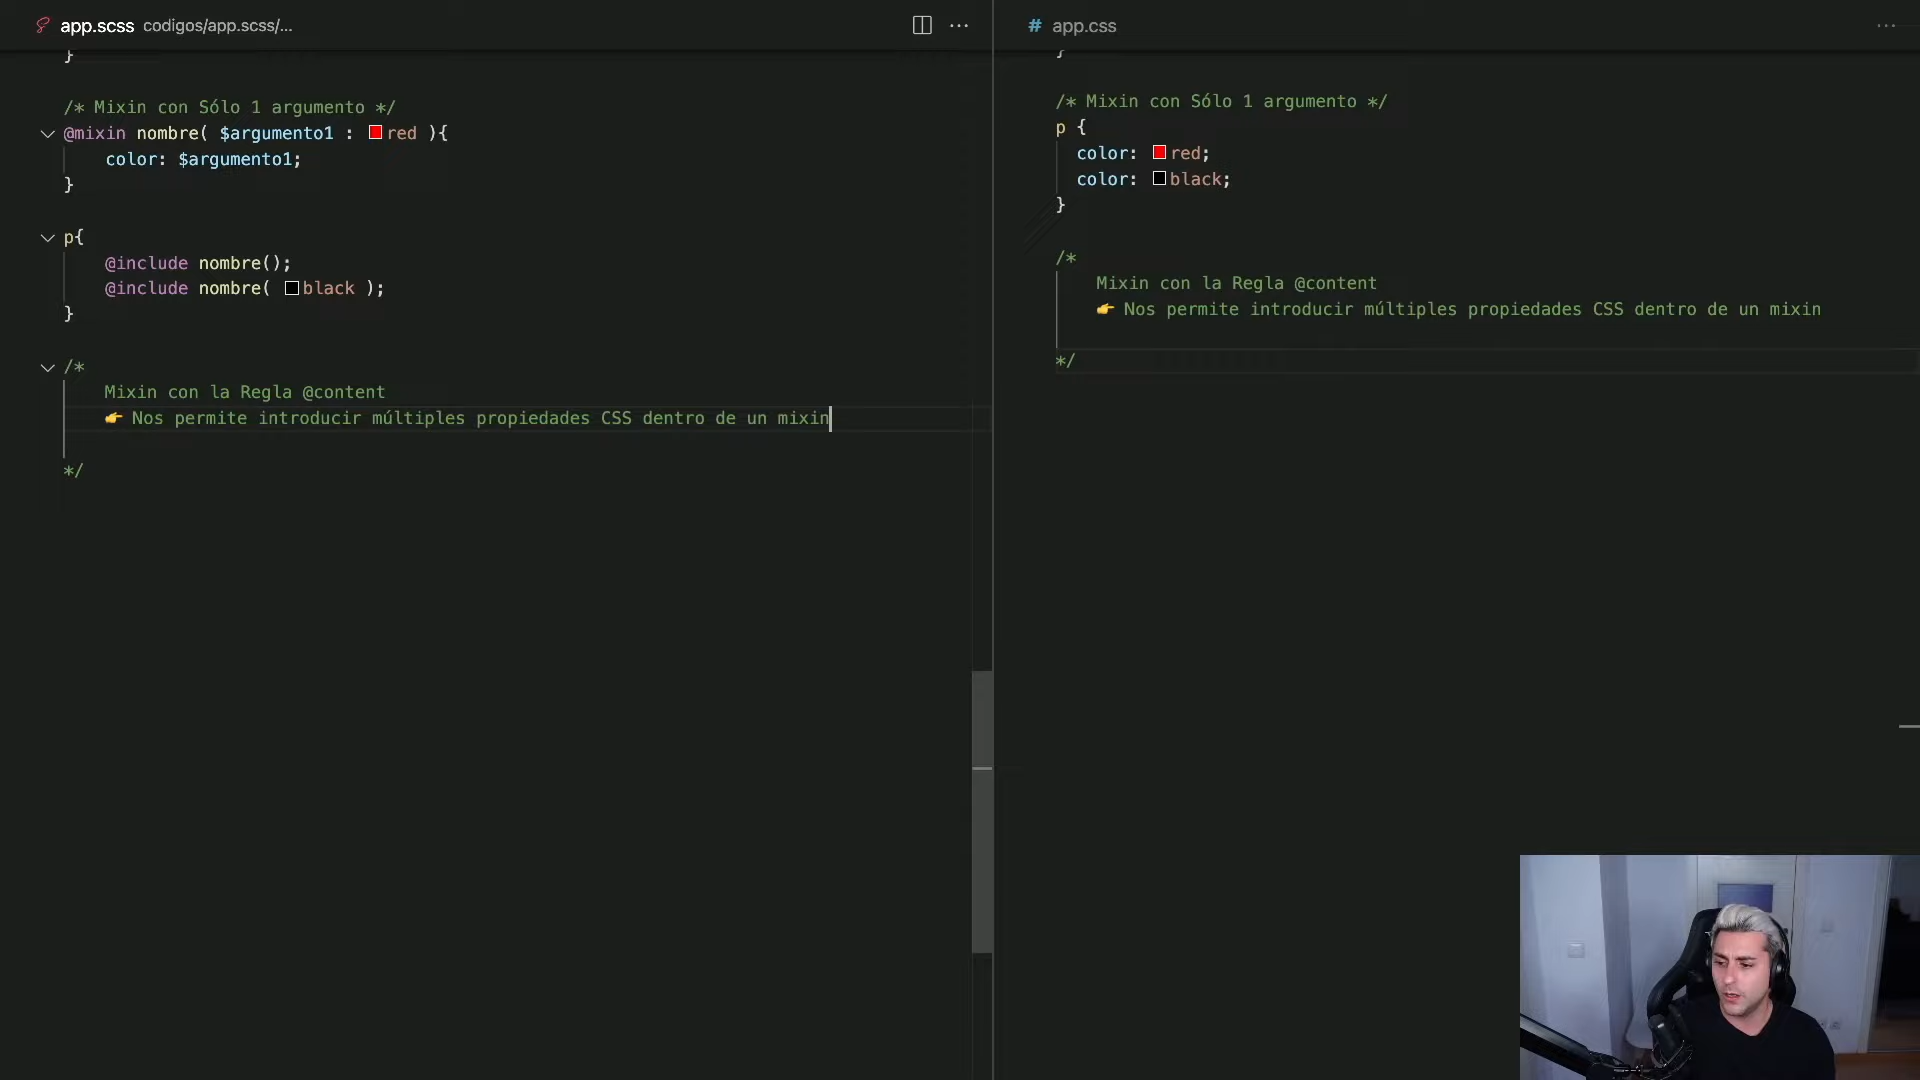 app.scss codigos/app.scss/...
}
/* Mixin con Sólo 1 argumento */
@mixin nombre( $argumento1 : red ){
color: $argumento1;
}
p{
@include nombre();
@include nombre( black );
}
/*
Mixin con la Regla @content
👉 Nos permite introducir múltiples propiedades CSS dentro de un mixin
*/
# app.css
}
/* Mixin con Sólo 1 argumento */
p {
color: red;
color: black;
}
/*
Mixin con la Regla @content
👉 Nos permite introducir múltiples propiedades CSS dentro de un mixin
*/